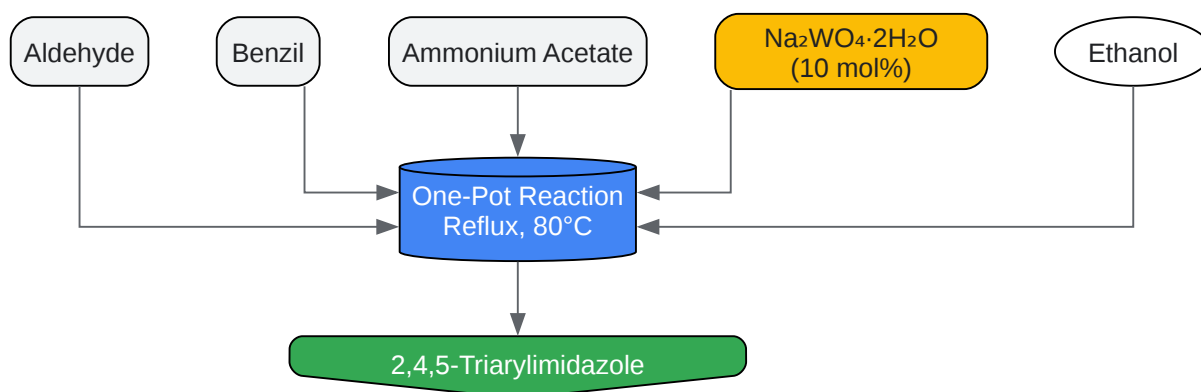 Aldehyde
Benzil
Ammonium Acetate
Na₂WO₄·2H₂O
(10 mol%)
Ethanol
One-Pot Reaction
Reflux, 80°C
2,4,5-Triarylimidazole